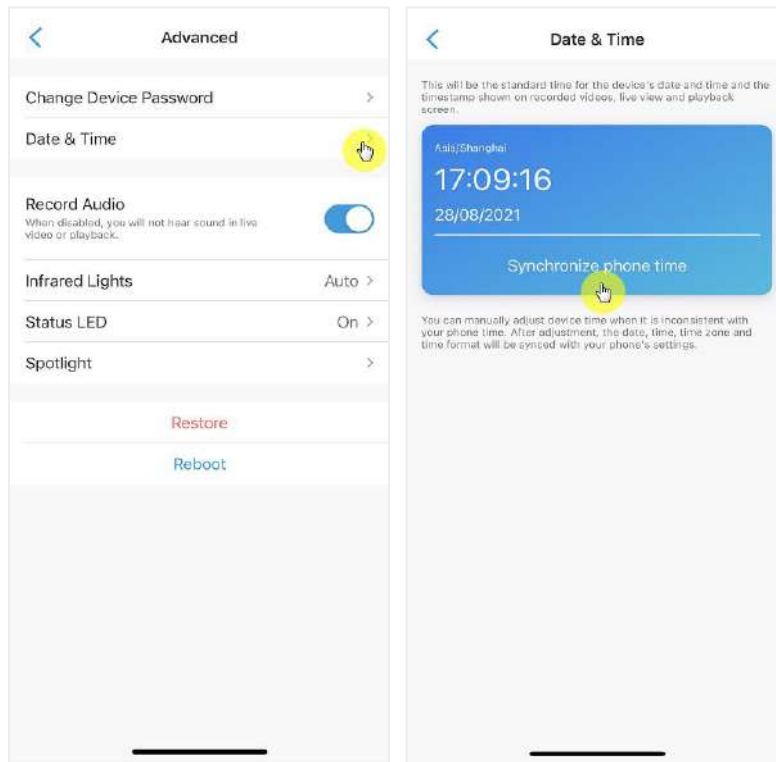 Advanced
Change Device Password
Date & Time
Record Audio
When disabled, you will not hear sound in live
video or playback.
Infrared Lights
Auto
Status LED
On
Spotlight
Restore
Reboot
Date & Time
This will be the standard time for the device's date and time and the
timestamp shown on recorded videos, live view and playback
screen.
Asia/Shanghai
17:09:16
28/08/2021
Synchronize phone time
You can manually adjust device time when it is inconsistent with
your phone time. After adjustment, the date, time, time zone and
time format will be synced with your phone's settings.